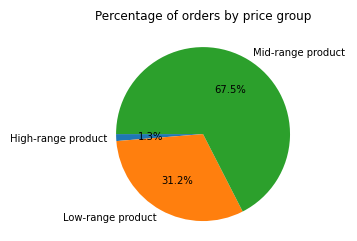 Percentage of orders by price group
Mid-range product
67.5%
High-range product
1.3%
31.2%
Low-range product